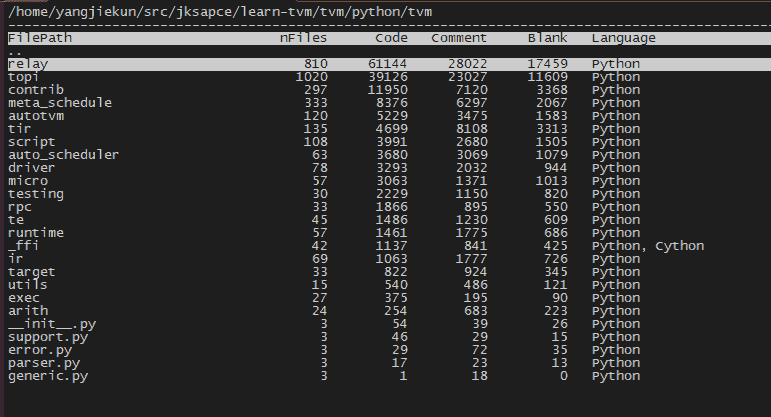 /home/yangjiekun/src/jksapce/learn-tvm/tvm/python/tvm
--------------------------------------------------------------------------------
FilePath nFiles Code Comment Blank Language
..
relay 810 61144 28022 17459 Python
topi 1020 39126 23027 11609 Python
contrib 297 11950 7120 3368 Python
meta_schedule 333 8376 6297 2067 Python
autotvm 120 5229 3475 1583 Python
tir 135 4699 8108 3313 Python
script 108 3991 2680 1505 Python
auto_scheduler 63 3680 3069 1079 Python
driver 78 3293 2032 944 Python
micro 57 3063 1371 1013 Python
testing 30 2229 1150 820 Python
rpc 33 1866 895 550 Python
te 45 1486 1230 609 Python
runtime 57 1461 1775 686 Python
_ffi 42 1137 841 425 Python, Cython
ir 69 1063 1777 726 Python
target 33 822 924 345 Python
utils 15 540 486 121 Python
exec 27 375 195 90 Python
arith 24 254 683 223 Python
__init__.py 3 54 39 26 Python
support.py 3 46 29 15 Python
error.py 3 29 72 35 Python
parser.py 3 17 23 13 Python
generic.py 3 1 18 0 Python